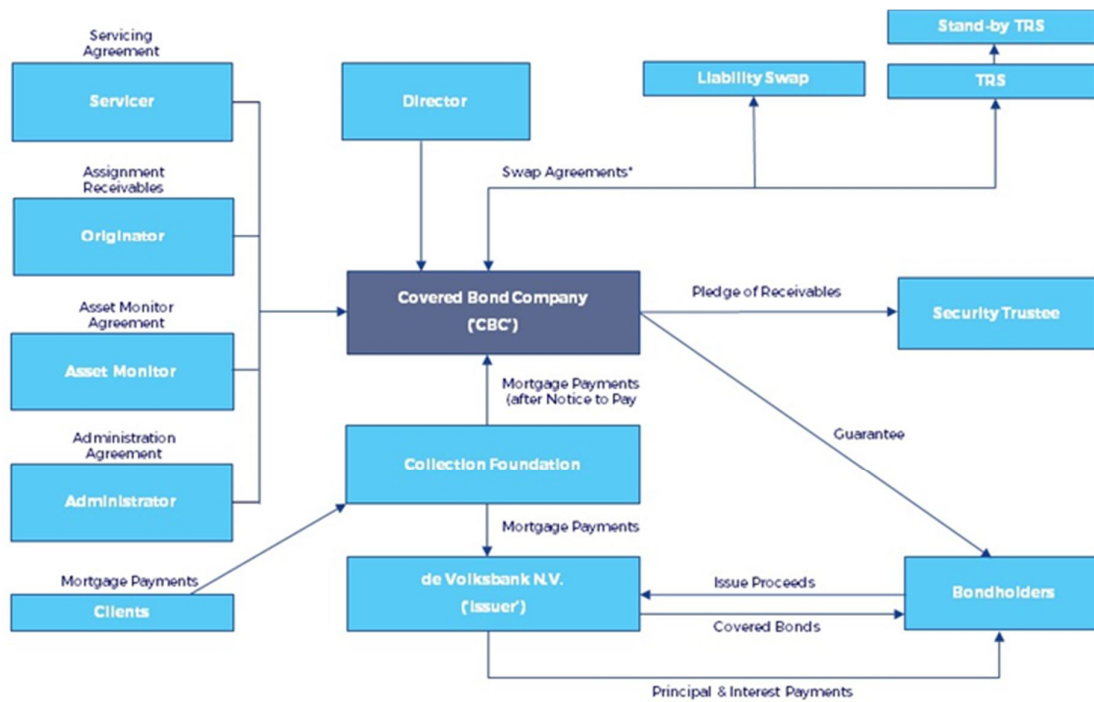 Servicing
Agreement
Servicer
Assignment
Receivables
Originator
Asset Monitor
Agreement
Asset Monitor
Administration
Agreement
Administrator
Mortgage Payments
Clients
Director
Liability Swap
Stand-by TRS
TRS
Swap Agreements*
Covered Bond Company
('CBC')
Pledge of Receivables
Security Trustee
Mortgage Payments
(after Notice to Pay
Guarantee
Collection Foundation
Mortgage Payments
de Volksbank N.V.
('Issuer')
Issue Proceeds
Covered Bonds
Bondholders
Principal & Interest Payments